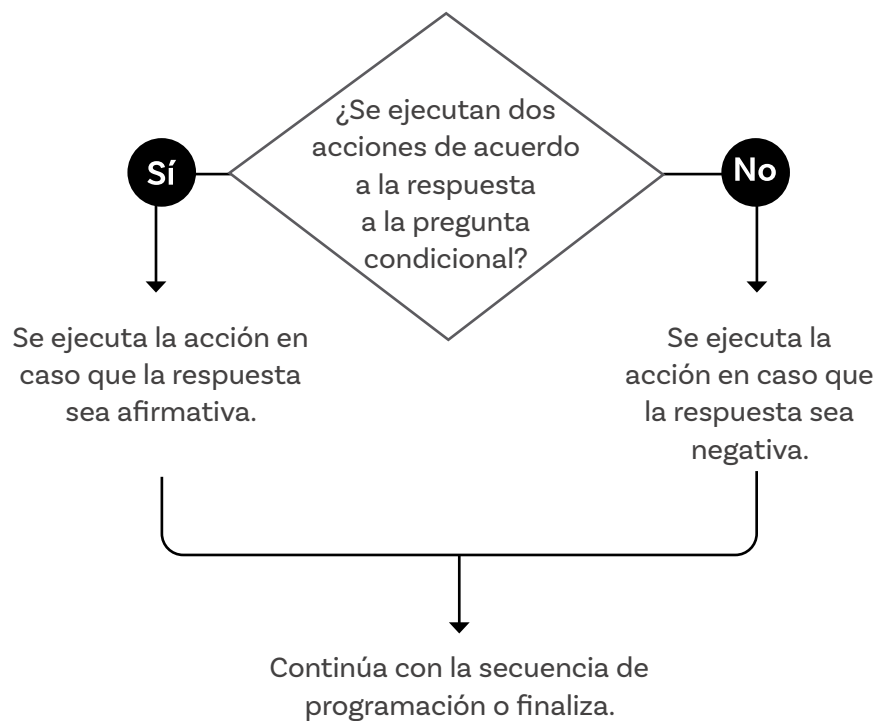 ¿Se ejecutan dos
acciones de acuerdo
a la respuesta
a la pregunta
condicional?
Sí
No
Se ejecuta la acción en
caso que la respuesta
sea afirmativa.
Se ejecuta la
acción en caso que
la respuesta sea
negativa.
Continúa con la secuencia de
programación o finaliza.